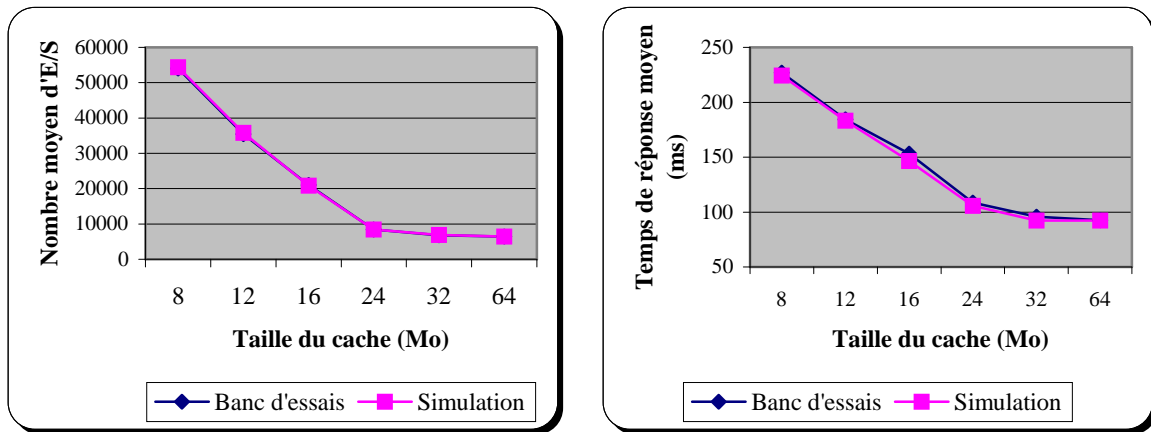 Nombre moyen d'E/S
60000
50000
40000
30000
20000
10000
0
8 12 16 24 32 64
Taille du cache (Mo)
Banc d'essais Simulation
Temps de réponse moyen
(ms)
250
200
150
100
50
8 12 16 24 32 64
Taille du cache (Mo)
Banc d'essais Simulation